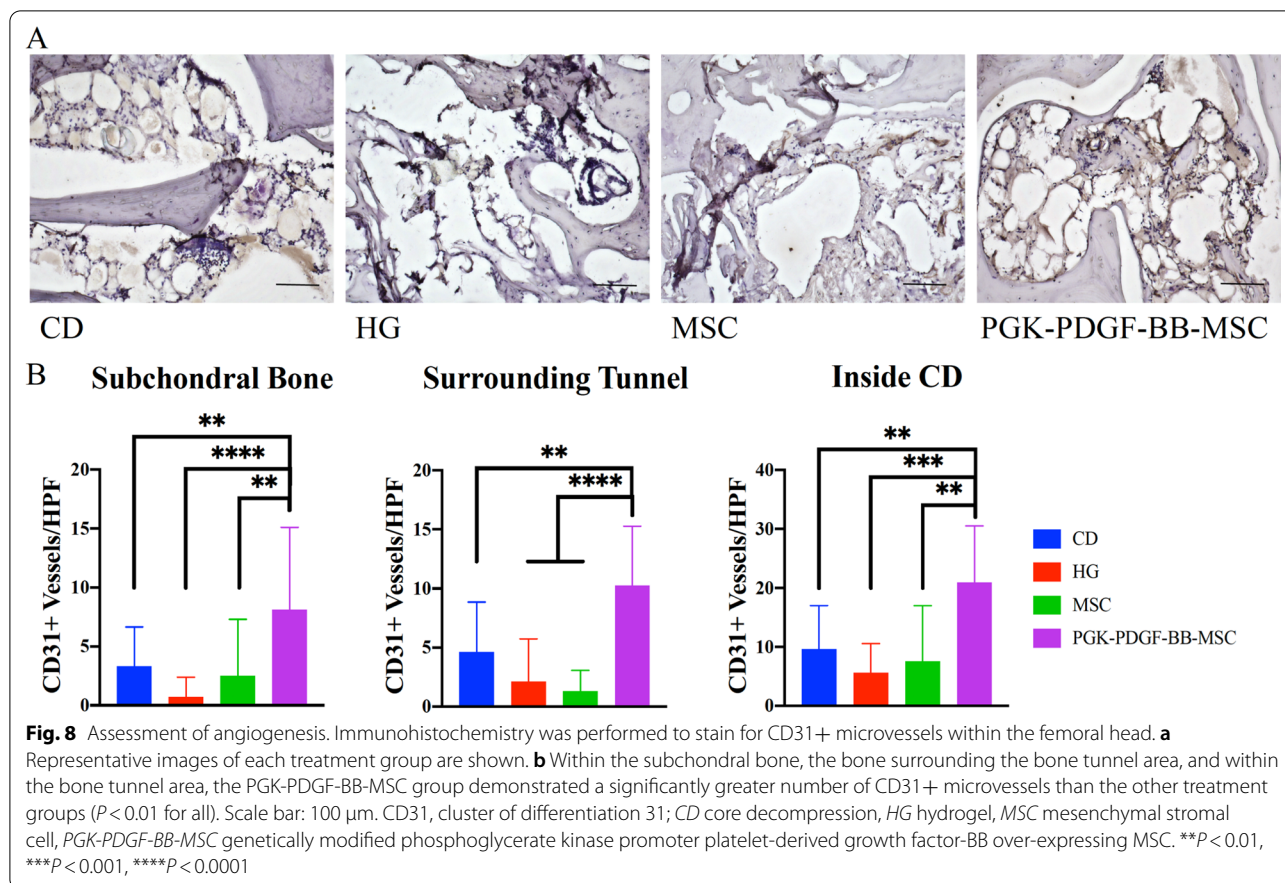 A
CD
HG
MSC
PGK-PDGF-BB-MSC
B
Subchondral Bone
Surrounding Tunnel
Inside CD
**
****
**
20
15
10
5
0
CD31+ Vessels/HPF
**
****
20
15
10
5
0
CD31+ Vessels/HPF
**
***
**
40
30
20
10
0
CD31+ Vessels/HPF
CD
HG
MSC
PGK-PDGF-BB-MSC
Fig. 8 Assessment of angiogenesis. Immunohistochemistry was performed to stain for CD31+ microvessels within the femoral head. a
Representative images of each treatment group are shown. b Within the subchondral bone, the bone surrounding the bone tunnel area, and within
the bone tunnel area, the PGK-PDGF-BB-MSC group demonstrated a significantly greater number of CD31+ microvessels than the other treatment
groups (P < 0.01 for all). Scale bar: 100 μm. CD31, cluster of differentiation 31; CD core decompression, HG hydrogel, MSC mesenchymal stromal
cell, PGK-PDGF-BB-MSC genetically modified phosphoglycerate kinase promoter platelet-derived growth factor-BB over-expressing MSC. **P < 0.01,
***P < 0.001, ****P < 0.0001